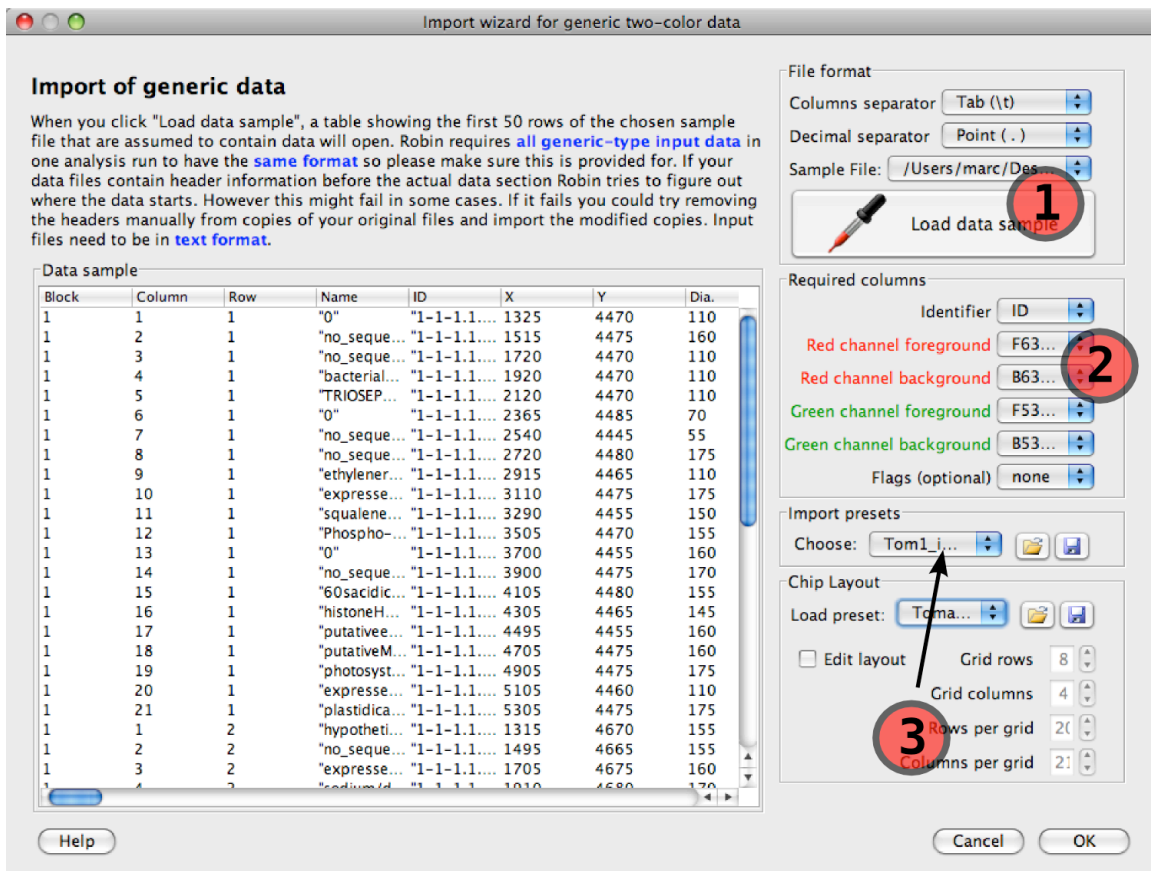 Import wizard for generic two-color data
Import of generic data
When you click "Load data sample", a table showing the first 50 rows of the chosen sample
file that are assumed to contain data will open. Robin requires all generic-type input data in
one analysis run to have the same format so please make sure this is provided for. If your
data files contain header information before the actual data section Robin tries to figure out
where the data starts. However this might fail in some cases. If it fails you could try removing
the headers manually from copies of your original files and import the modified copies. Input
files need to be in text format.
Data sample
Block Column Row Name ID X Y Dia.
1 1 1 "0" "1-1-1.1.... 1325 4470 110
1 2 1 "no_seque... "1-1-1.1.... 1515 4475 160
1 3 1 "no_seque... "1-1-1.1.... 1720 4470 110
1 4 1 "bacterial... "1-1-1.1.... 1920 4470 110
1 5 1 "TRIOSEP... "1-1-1.1.... 2120 4470 110
1 6 1 "0" "1-1-1.1.... 2365 4485 70
1 7 1 "no_seque... "1-1-1.1.... 2540 4445 55
1 8 1 "no_seque... "1-1-1.1.... 2720 4480 175
1 9 1 "ethylener... "1-1-1.1.... 2915 4465 110
1 10 1 "expresse... "1-1-1.1.... 3110 4475 175
1 11 1 "squalene... "1-1-1.1.... 3290 4455 150
1 12 1 "Phospho-... "1-1-1.1.... 3505 4470 155
1 13 1 "0" "1-1-1.1.... 3700 4455 160
1 14 1 "no_seque... "1-1-1.1.... 3900 4475 170
1 15 1 "60sacidic... "1-1-1.1.... 4105 4480 155
1 16 1 "histoneH... "1-1-1.1.... 4305 4465 145
1 17 1 "putativee... "1-1-1.1.... 4495 4455 160
1 18 1 "putativeM... "1-1-1.1.... 4705 4475 160
1 19 1 "photosyst... "1-1-1.1.... 4905 4475 175
1 20 1 "expresse... "1-1-1.1.... 5105 4460 110
1 21 1 "plastidica... "1-1-1.1.... 5305 4475 175
1 1 2 "hypotheti... "1-1-1.1.... 1315 4670 155
1 2 2 "no_seque... "1-1-1.1.... 1495 4665 155
1 3 2 "expresse... "1-1-1.1.... 1705 4675 160
File format
Columns separator Tab (\t)
Decimal separator Point ( . )
Sample File: /Users/marc/Des...
1
Load data sample
Required columns
Identifier ID
Red channel foreground F63...
2
Red channel background B63...
Green channel foreground F53...
Green channel background B53...
Flags (optional) none
Import presets
Choose: Tom1_i...
Chip Layout
Load preset: Toma...
Edit layout Grid rows 8
Grid columns 4
3
Rows per grid 2
Columns per grid 21
Help Cancel OK